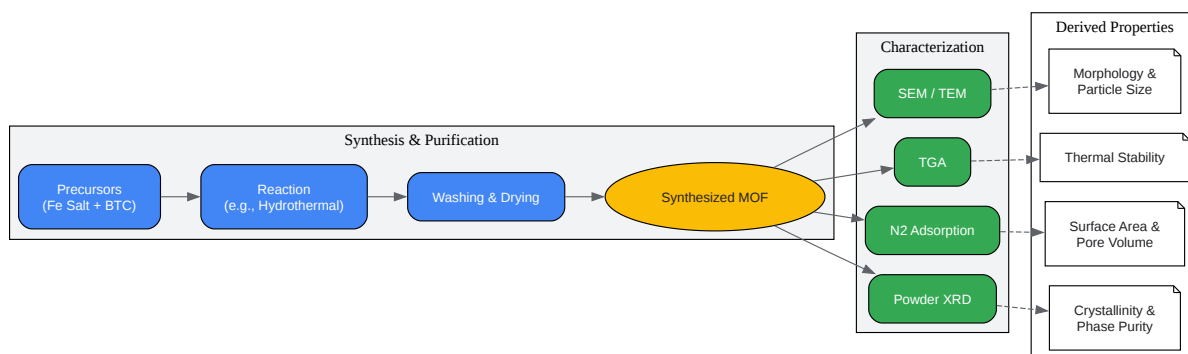 Synthesis & Purification
Precursors
(Fe Salt + BTC)
Reaction
(e.g., Hydrothermal)
Washing & Drying
Synthesized MOF
Characterization
SEM / TEM
TGA
N2 Adsorption
Powder XRD
Derived Properties
Morphology &
Particle Size
Thermal Stability
Surface Area &
Pore Volume
Crystallinity &
Phase Purity